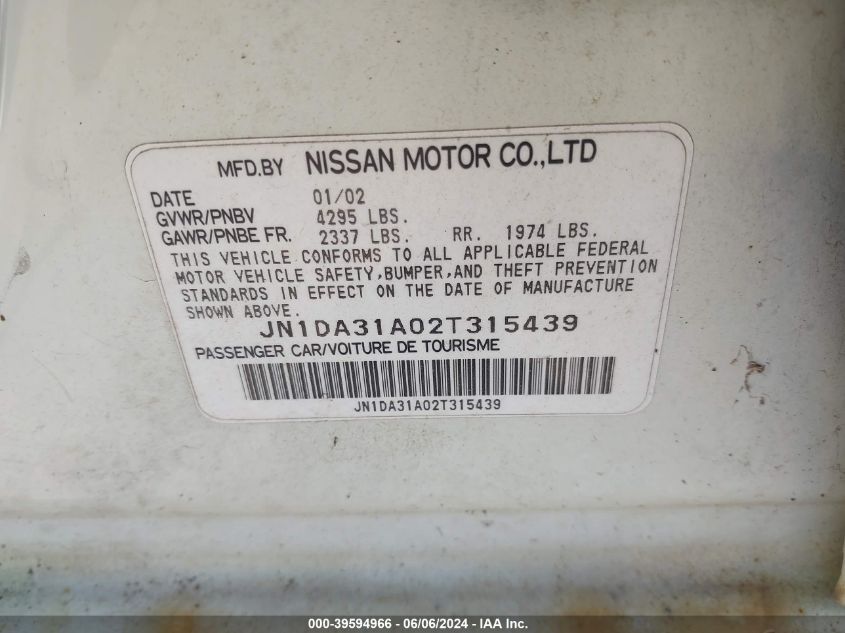 MFD.BY NISSAN MOTOR CO.,LTD
DATE 01/02
GVWR/PNBV 4295 LBS.
GAWR/PNBE FR. 2337 LBS. RR. 1974 LBS.
THIS VEHICLE CONFORMS TO ALL APPLICABLE FEDERAL
MOTOR VEHICLE SAFETY,BUMPER,AND THEFT PREVENTION
STANDARDS IN EFFECT ON THE DATE OF MANUFACTURE
SHOWN ABOVE.
JN1DA31A02T315439
PASSENGER CAR/VOITURE DE TOURISME
JN1DA31A02T315439
000-39594966 - 06/06/2024 - IAA Inc.